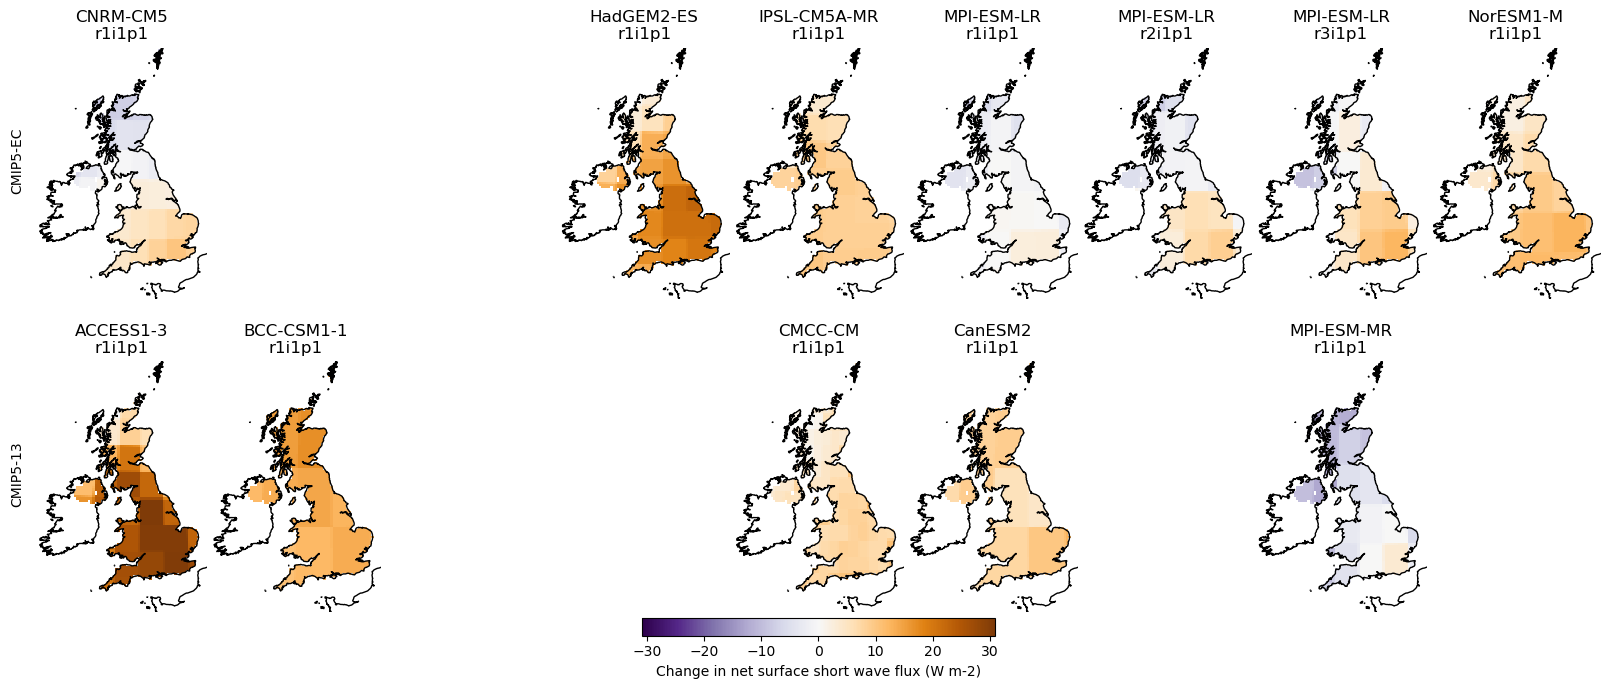 CNRM-CM5
r1i1p1
HadGEM2-ES
r1i1p1
IPSL-CM5A-MR
r1i1p1
MPI-ESM-LR
r1i1p1
MPI-ESM-LR
r2i1p1
MPI-ESM-LR
r3i1p1
NorESM1-M
r1i1p1
CMIP5-EC
ACCESS1-3
r1i1p1
BCC-CSM1-1
r1i1p1
CMCC-CM
r1i1p1
CanESM2
r1i1p1
MPI-ESM-MR
r1i1p1
CMIP5-13
−30 −20 −10 0 10 20 30
Change in net surface short wave flux (W m-2)